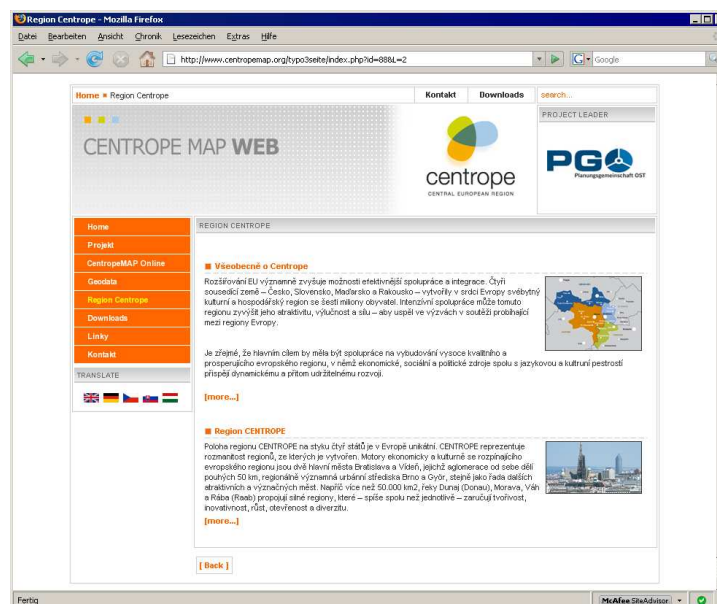 Region Centrope - Mozilla Firefox
Datei Bearbeiten Ansicht Chronik Lesezeichen Extras Hilfe
http://www.centropemap.org/typo3seite/index.php?id=88&L=2
Google
Home Region Centrope
Kontakt Downloads
search...
CENTROPE MAP WEB
centrope
CENTRAL EUROPEAN REGION
PROJECT LEADER
PGO
Planungsgemeinschaft OST
Home
Projekt
CentropeMAP Online
Geodata
Region Centrope
Downloads
Linky
Kontakt
TRANSLATE
REGION CENTROPE
Všeobecně o Centrope
Rozšiřování EU významně zvyšuje možnosti efektivnější spolupráce a integrace. Čtyři
sousedící země – Česko, Slovensko, Maďarsko a Rakousko – vytvořily v srdci Evropy svébytný
kulturní a hospodářský region se šesti miliony obyvatel. Intenzivní spolupráce může tomuto
regionu zyvýšit jeho atraktivitu, výlučnost a sílu – aby uspěl ve výzvách v soutěži probíhající
mezi regiony Evropy.
Je zřejmé, že hlavním cílem by měla být spolupráce na vybudování vysoce kvalitního a
prosperujícího evropského regionu, v němž ekonomické, sociální a politické zdroje spolu s jazykovou a kultruní pestrostí
přispějí dynamickému a přitom udržitelnému rozvoji.
[more...]
Region CENTROPE
Poloha regionu CENTROPE na styku čtyř států je v Evropě unikátní. CENTROPE reprezentuje
rozmanitost regionů, ze kterých je vytvořen. Motory ekonomicky a kulturně se rozpínajícího
evropského regionu jsou dvě hlavní města Bratislava a Vídeň, jejichž aglomerace od sebe dělí
pouhých 50 km, regionálně významná urbánní střediska Brno a Györ, stejně jako řada dalších
atraktivních a význačných měst. Napříč více než 50.000 km2, řeky Dunaj (Donau), Morava, Váh
a Rába (Raab) propojují silné regiony, které – spíše spolu než jednotlivě – zaručují tvořivost,
inovativnost, růst, otevřenost a diverzitu.
[more...]
[ Back ]
Fertig
McAfee SiteAdvisor